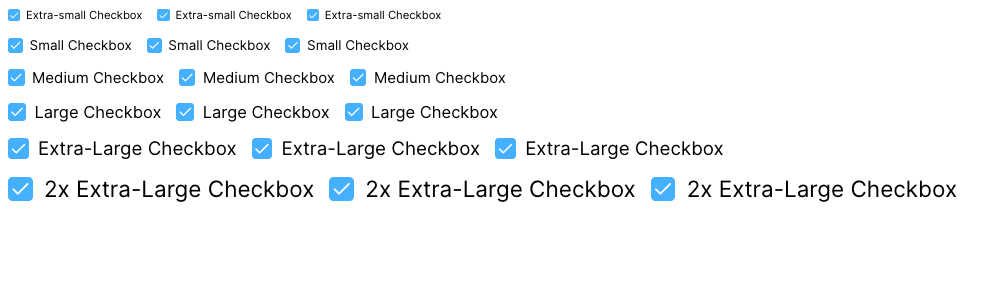 Extra-small Checkbox Extra-small Checkbox Extra-small Checkbox
Small Checkbox Small Checkbox Small Checkbox
Medium Checkbox Medium Checkbox Medium Checkbox
Large Checkbox Large Checkbox Large Checkbox
Extra-Large Checkbox Extra-Large Checkbox Extra-Large Checkbox
2x Extra-Large Checkbox 2x Extra-Large Checkbox 2x Extra-Large Checkbox